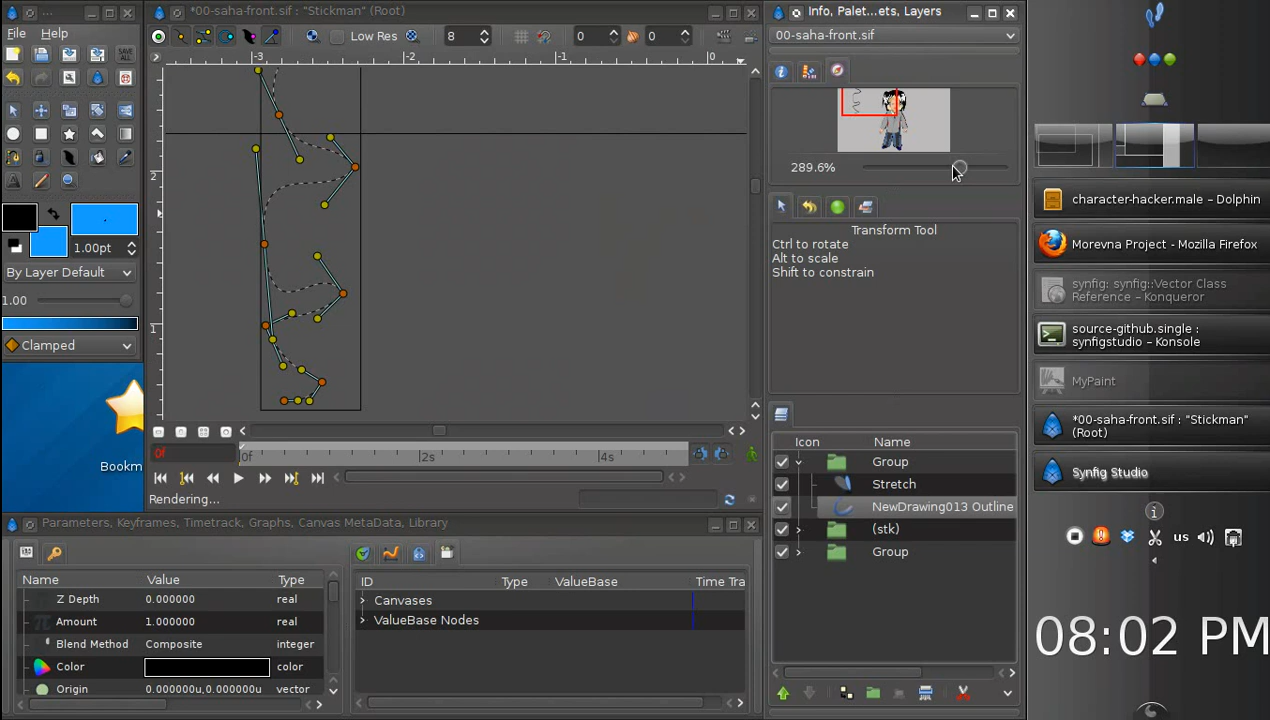 ...
File Help
SAVE ALL
1.00pt
By Layer Default
1.00
Clamped
Bookm
*00-saha-front.sif : "Stickman" (Root)
Low Res
8
0
0
-3 -2 -1 0
2
1
0f
0f 2s 4s
Rendering...
Info, Palet...ets, Layers
00-saha-front.sif
289.6%
Transform Tool
Ctrl to rotate
Alt to scale
Shift to constrain
Icon Name
Group
Stretch
NewDrawing013 Outline
(stk)
Group
Parameters, Keyframes, Timetrack, Graphs, Canvas MetaData, Library
Name Value Type
Z Depth 0.000000 real
Amount 1.000000 real
Blend Method Composite integer
Color color
Origin 0.000000u,0.000000u vector
ID Type ValueBase Time Tra
Canvases
ValueBase Nodes
character-hacker.male – Dolphin
Morevna Project - Mozilla Firefox
synfig: synfig::Vector Class
Reference – Konqueror
source-github.single :
synfigstudio – Konsole
MyPaint
*00-saha-front.sif : "Stickman"
(Root)
Synfig Studio
us
08:02 PM